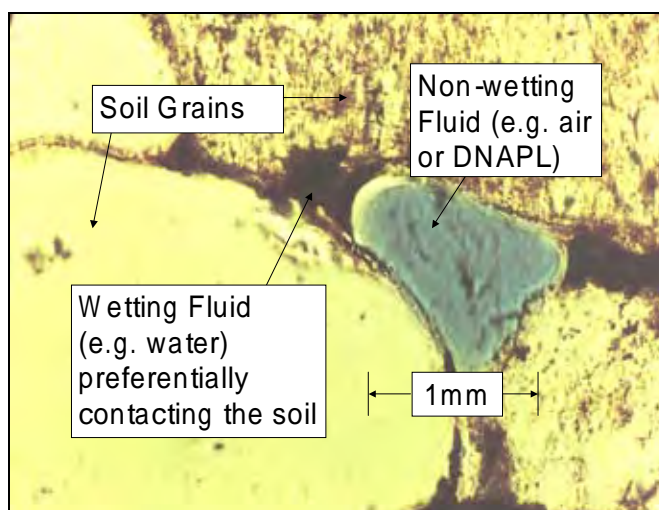 Soil Grains
Non-wetting
Fluid (e.g. air
or DNAPL)
Wetting Fluid
(e.g. water)
preferentially
contacting the soil
1mm